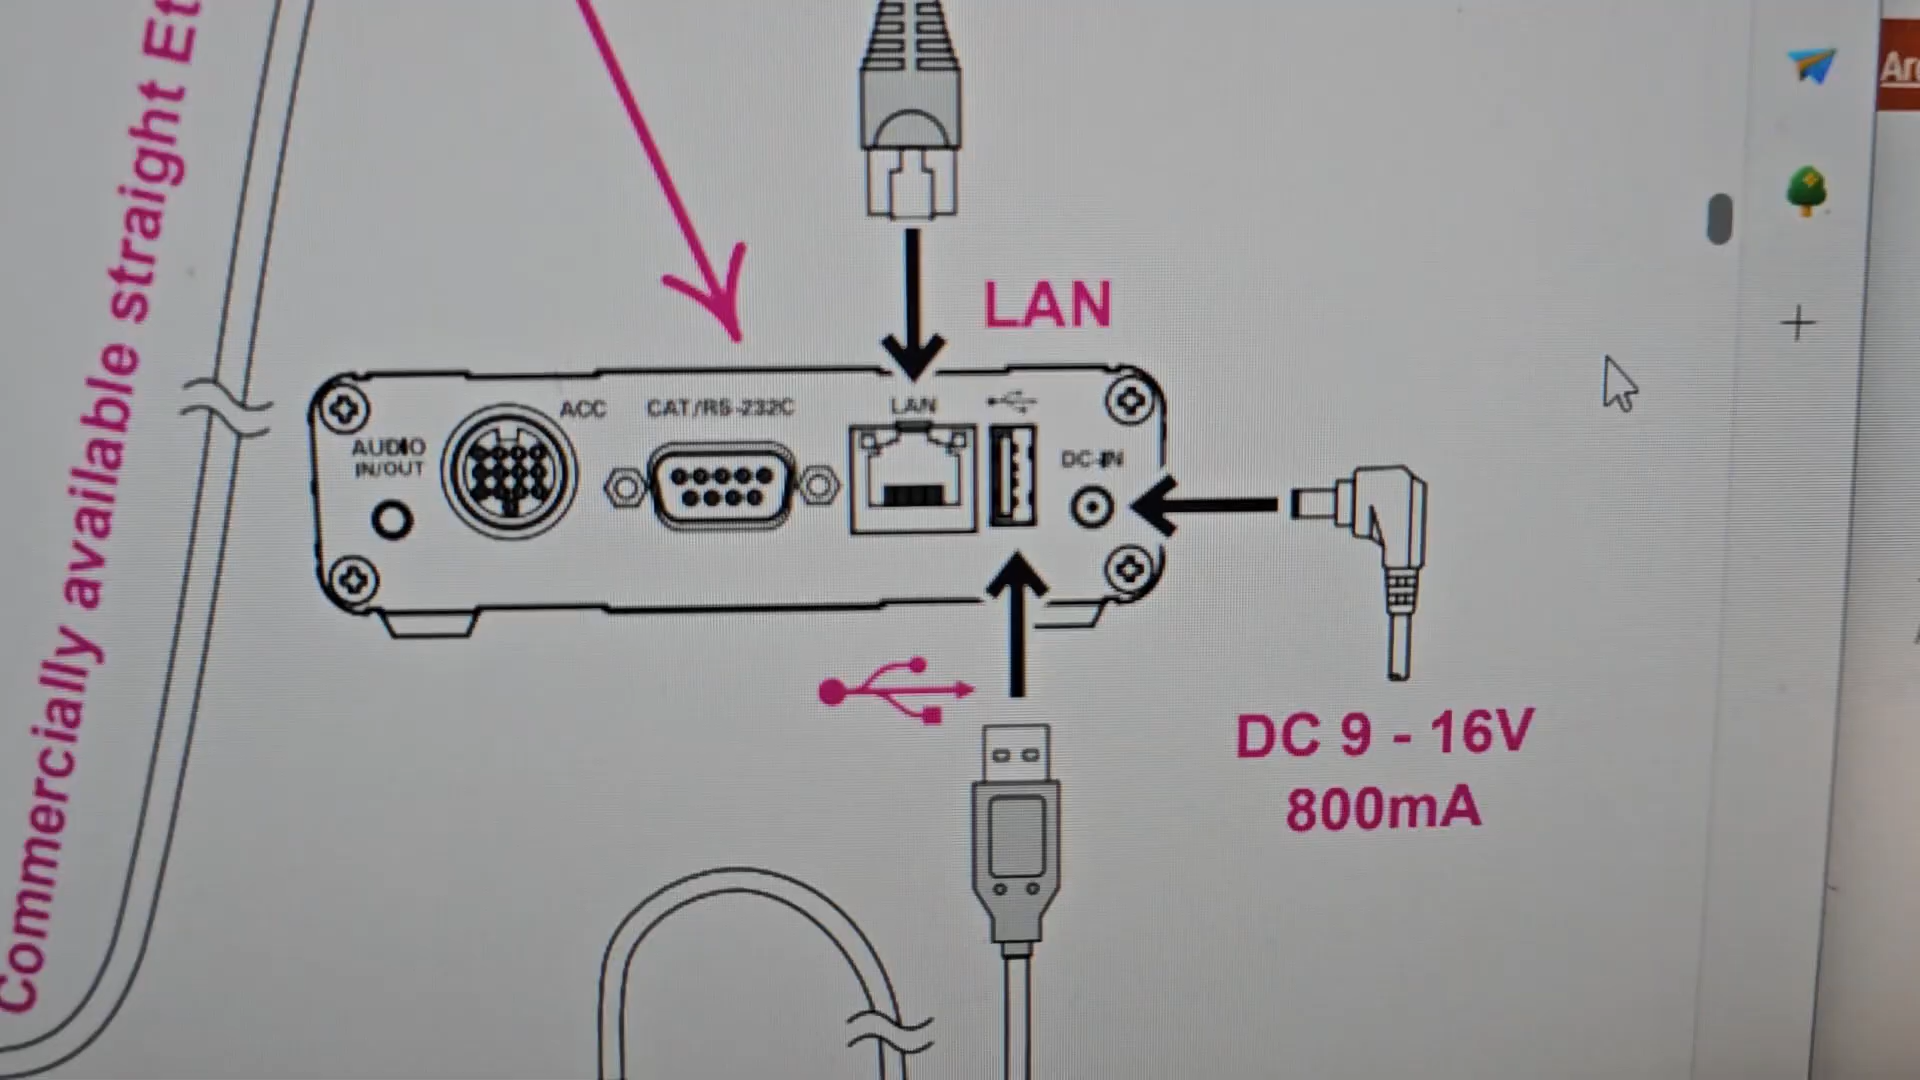 Commercially available straight Et
LAN
ACC
CAT/RS-232C
LAN
AUDIO
IN/OUT
DC-IN
DC 9 - 16V
800mA